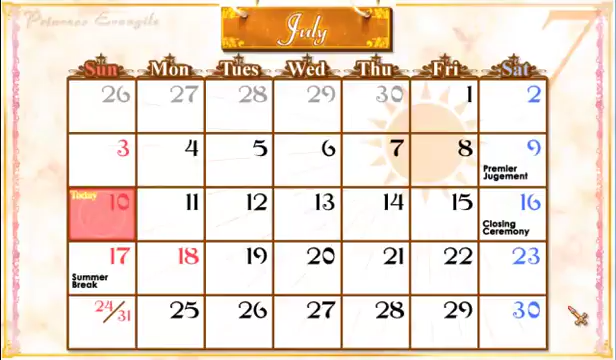 Princess Evangile
July
7
Sun Mon Tues Wed Thu Fri Sat
26 27 28 29 30 1 2
3 4 5 6 7 8 9
Premier
Jugement
Today
10 11 12 13 14 15 16
Closing
Ceremony
17 18 19 20 21 22 23
Summer
Break
24/31 25 26 27 28 29 30